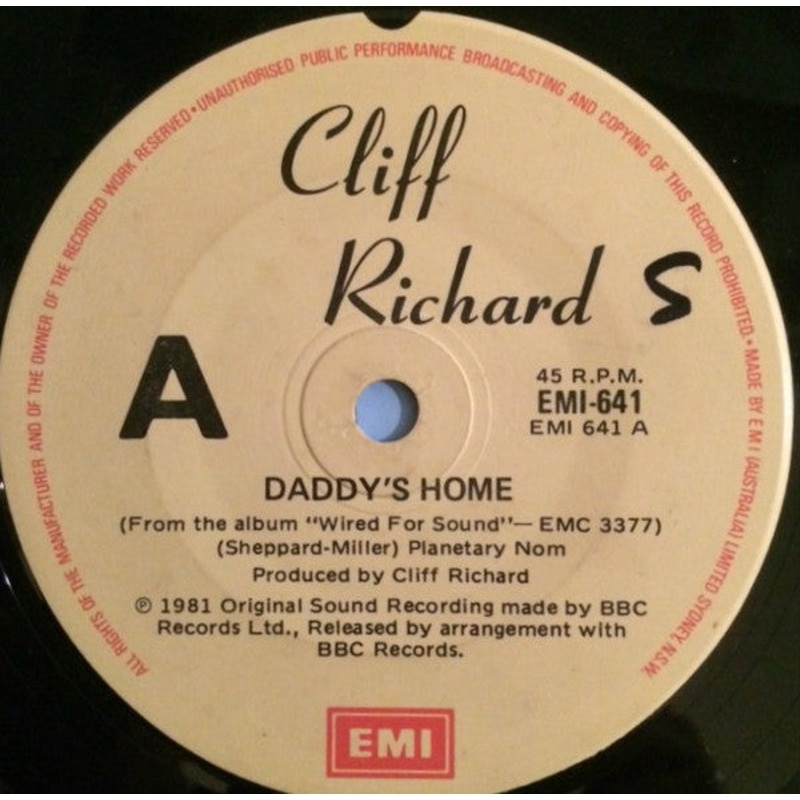 ALL RIGHTS OF THE MANUFACTURER AND OF THE OWNER OF THE RECORDED WORK RESERVED • UNAUTHORISED PUBLIC PERFORMANCE BROADCASTING AND COPYING OF THIS RECORD PROHIBITED. • MADE BY E M I (AUSTRALIA) LIMITED SYDNEY, N.S.W.
Cliff
Richard S
A
45 R.P.M.
EMI-641
EMI 641 A
DADDY'S HOME
(From the album "Wired For Sound"— EMC 3377)
(Sheppard-Miller) Planetary Nom
Produced by Cliff Richard
℗ 1981 Original Sound Recording made by BBC
Records Ltd., Released by arrangement with
BBC Records.
EMI